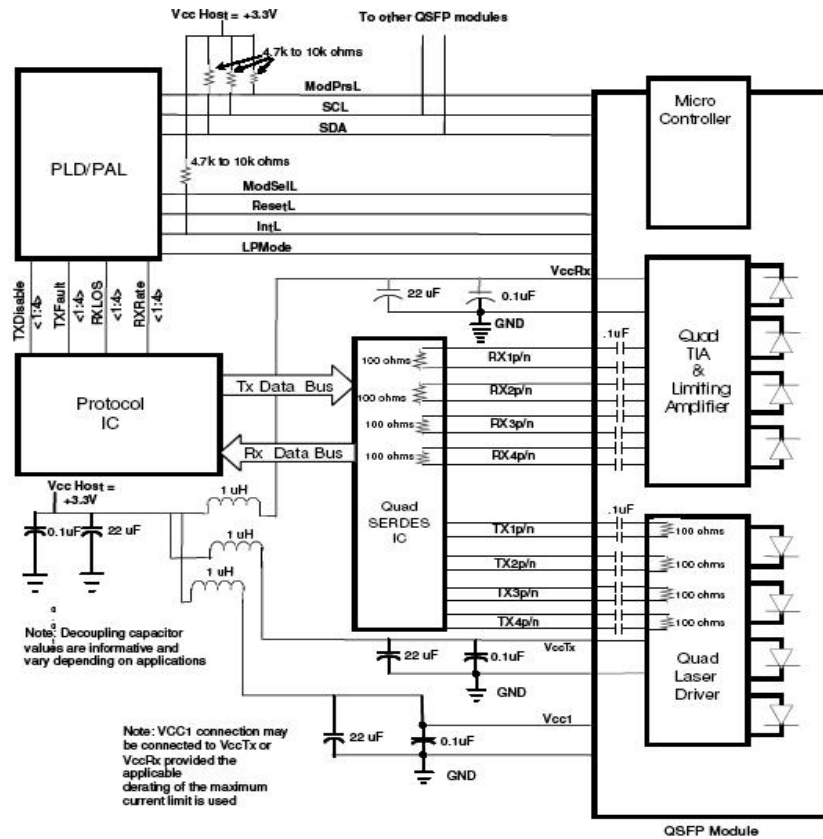 Vcc Host = +3.3V
To other QSFP modules
4.7k to 10k ohms
ModPrsL
SCL
SDA
PLD/PAL
4.7k to 10k ohms
ModSelL
ResetL
IntL
LPMode
Micro
Controller
TXDisable
<1:4>
TXFault
<1:4>
RXLOS
<1:4>
RXRate
<1:4>
VccRx
22 uF
0.1uF
GND
Protocol
IC
Tx Data Bus
Rx Data Bus
100 ohms
100 ohms
100 ohms
100 ohms
Quad
SERDES
IC
RX1p/n
RX2p/n
RX3p/n
RX4p/n
.1uF
Quad
TIA
&
Limiting
Amplifier
Vcc Host =
+3.3V
0.1uF
22 uF
1 uH
1 uH
1 uH
TX1p/n
TX2p/n
TX3p/n
TX4p/n
.1uF
100 ohms
100 ohms
100 ohms
100 ohms
Quad
Laser
Driver
Note: Decoupling capacitor
values are informative and
vary depending on applications
VccTx
22 uF
0.1uF
GND
Note: VCC1 connection may
be connected to VccTx or
VccRx provided the
applicable
derating of the maximum
current limit is used
Vcc1
22 uF
0.1uF
GND
QSFP Module